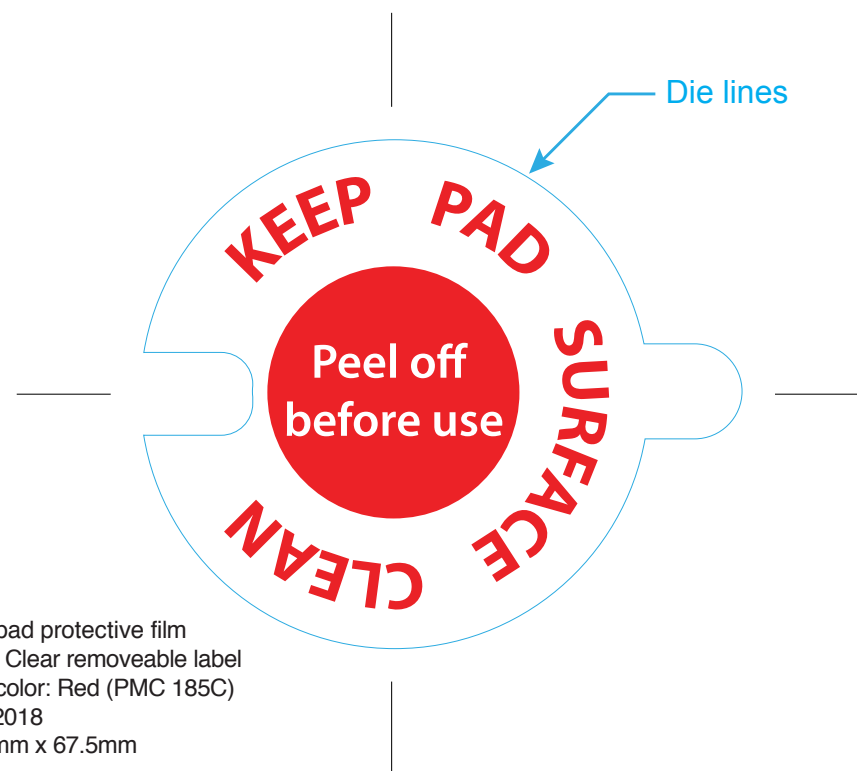 Die lines
KEEP PAD SURFACE CLEAN
Peel off
before use
pad protective film
Clear removeable label
color: Red (PMC 185C)
2018
mm x 67.5mm